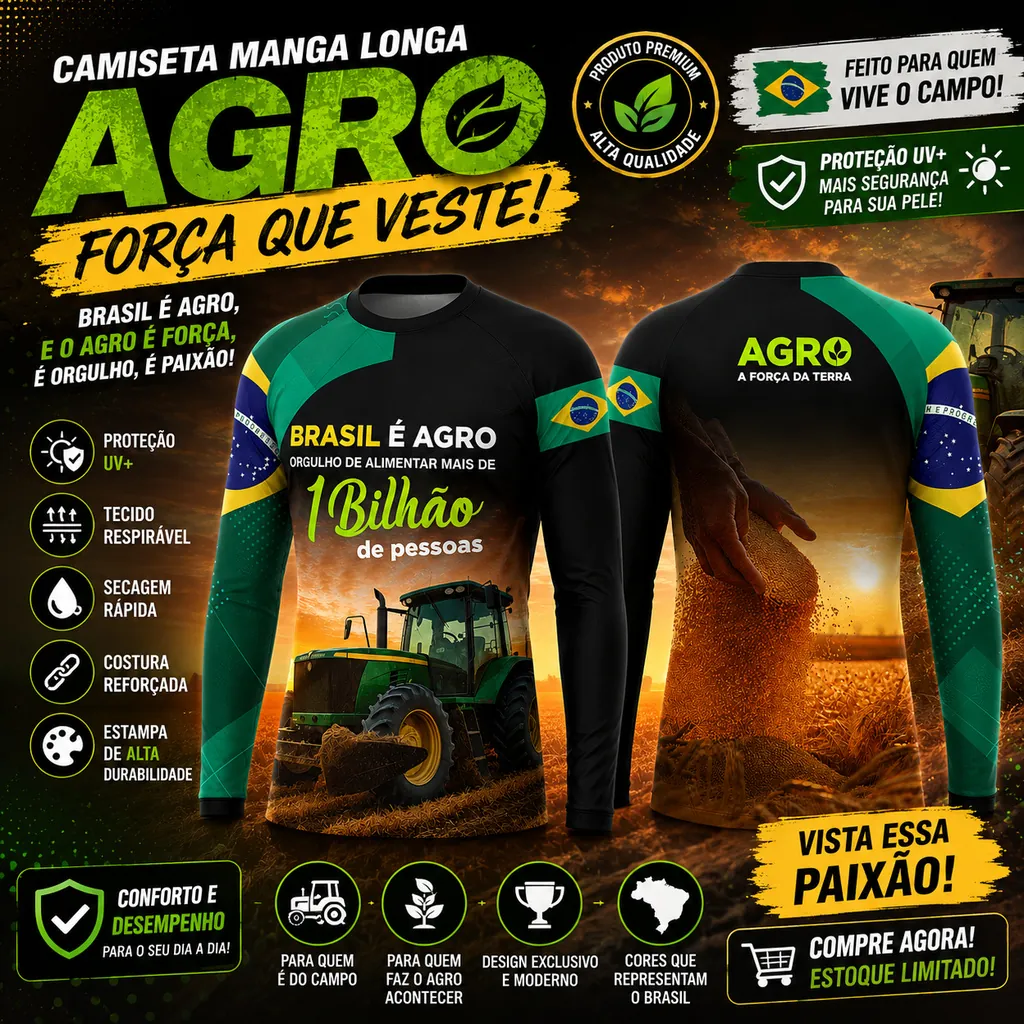 CAMISETA MANGA LONGA
AGRO
FORÇA QUE VESTE!
BRASIL É AGRO,
E O AGRO É FORÇA,
É ORGULHO, É PAIXÃO!
PRODUTO PREMIUM
ALTA QUALIDADE
FEITO PARA QUEM
VIVE O CAMPO!
PROTEÇÃO UV+
MAIS SEGURANÇA
PARA SUA PELE!
PROTEÇÃO
UV+
TECIDO
RESPIRÁVEL
SECAGEM
RÁPIDA
COSTURA
REFORÇADA
ESTAMPA
DE ALTA
DURABILIDADE
BRASIL É AGRO
ORGULHO DE ALIMENTAR MAIS DE
1 Bilhão
de pessoas
AGRO
A FORÇA DA TERRA
CONFORTO E
DESEMPENHO
PARA O SEU DIA A DIA!
PARA QUEM
É DO CAMPO
PARA QUEM
FAZ O AGRO
ACONTECER
DESIGN EXCLUSIVO
E MODERNO
CORES QUE
REPRESENTAM
O BRASIL
VISTA ESSA
PAIXÃO!
COMPRE AGORA!
ESTOQUE LIMITADO!